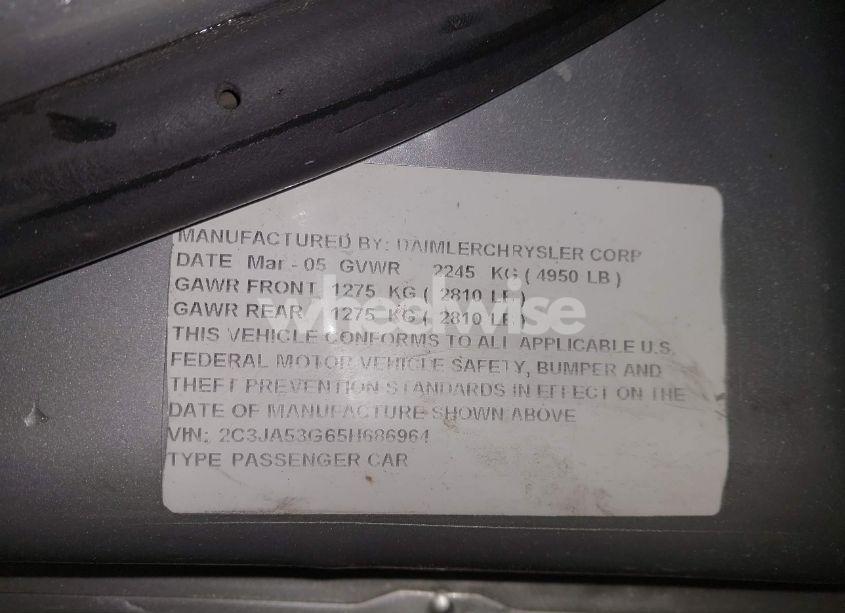 MANUFACTURED BY: DAIMLERCHRYSLER CORP
DATE Mar - 05 GVWR 2245 KG ( 4950 LB )
GAWR FRONT 1275 KG ( 2810 LB )
GAWR REAR 1275 KG ( 2810 LB )
wheelwise
THIS VEHICLE CONFORMS TO ALL APPLICABLE U.S.
FEDERAL MOTOR VEHICLE SAFETY, BUMPER AND
THEFT PREVENTION STANDARDS IN EFFECT ON THE
DATE OF MANUFACTURE SHOWN ABOVE
VIN: 2C3JA53G65H686964
TYPE PASSENGER CAR